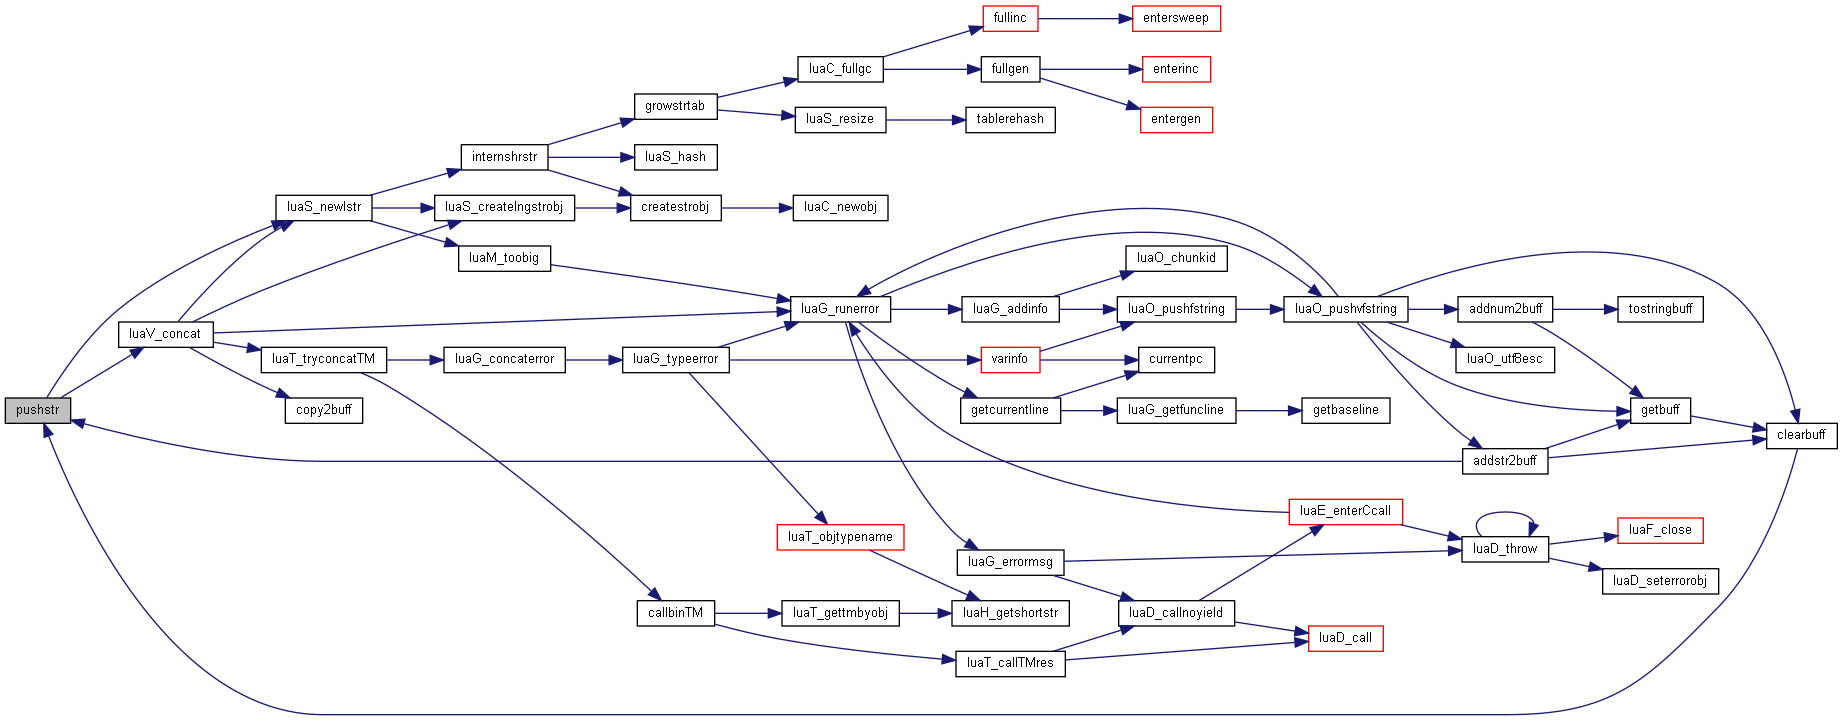 fullinc
entersweep
luaC_fullgc
fullgen
enterinc
growstrtab
luaS_resize
tablerehash
entergen
internshrstr
luaS_hash
luaS_newlstr
luaS_createlngstrobj
createstrobj
luaC_newobj
luaM_toobig
luaO_chunkid
luaG_runerror
luaG_addinfo
luaO_pushfstring
luaO_pushvfstring
addnum2buff
tostringbuff
luaV_concat
luaT_tryconcatTM
luaG_concaterror
luaG_typeerror
varinfo
currentpc
luaO_utf8esc
pushstr
copy2buff
getcurrentline
luaG_getfuncline
getbaseline
getbuff
clearbuff
addstr2buff
luaE_enterCcall
luaT_objtypename
luaG_errormsg
luaD_throw
luaF_close
luaD_seterrorobj
callbinTM
luaT_gettmbyobj
luaH_getshortstr
luaD_callnoyield
luaD_call
luaT_callTMres